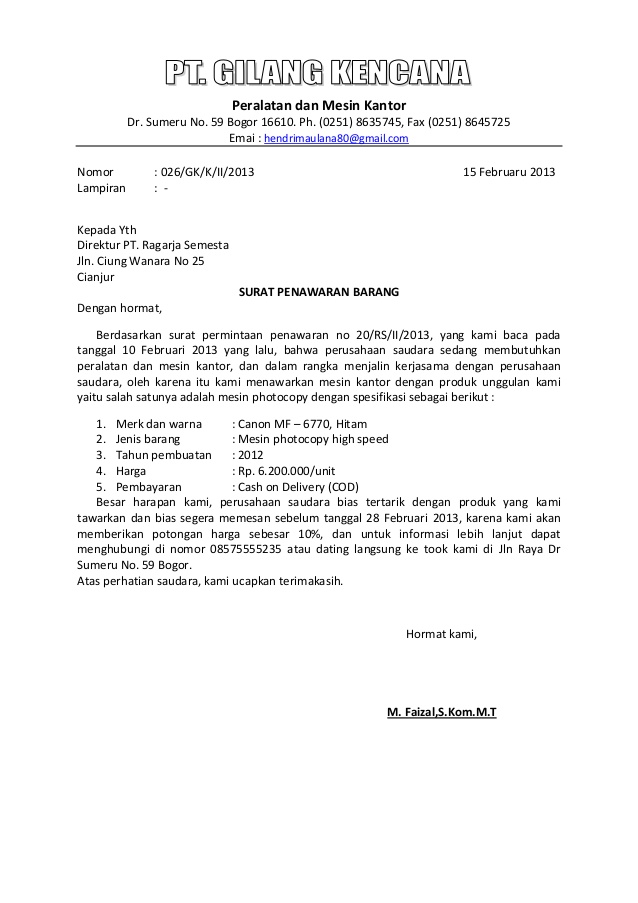 PT. GILANG KENCANA
Peralatan dan Mesin Kantor
Dr. Sumeru No. 59 Bogor 16610. Ph. (0251) 8635745, Fax (0251) 8645725
Emai : hendrimaulana80@gmail.com
Nomor : 026/GK/K/II/2013 15 Februaru 2013
Lampiran : -
Kepada Yth
Direktur PT. Ragarja Semesta
Jln. Ciung Wanara No 25
Cianjur
SURAT PENAWARAN BARANG
Dengan hormat,
Berdasarkan surat permintaan penawaran no 20/RS/II/2013, yang kami baca pada
tanggal 10 Februari 2013 yang lalu, bahwa perusahaan saudara sedang membutuhkan
peralatan dan mesin kantor, dan dalam rangka menjalin kerjasama dengan perusahaan
saudara, oleh karena itu kami menawarkan mesin kantor dengan produk unggulan kami
yaitu salah satunya adalah mesin photocopy dengan spesifikasi sebagai berikut :
1. Merk dan warna : Canon MF – 6770, Hitam
2. Jenis barang : Mesin photocopy high speed
3. Tahun pembuatan : 2012
4. Harga : Rp. 6.200.000/unit
5. Pembayaran : Cash on Delivery (COD)
Besar harapan kami, perusahaan saudara bias tertarik dengan produk yang kami
tawarkan dan bias segera memesan sebelum tanggal 28 Februari 2013, karena kami akan
memberikan potongan harga sebesar 10%, dan untuk informasi lebih lanjut dapat
menghubungi di nomor 08575555235 atau dating langsung ke took kami di Jln Raya Dr
Sumeru No. 59 Bogor.
Atas perhatian saudara, kami ucapkan terimakasih.
Hormat kami,
M. Faizal,S.Kom.M.T